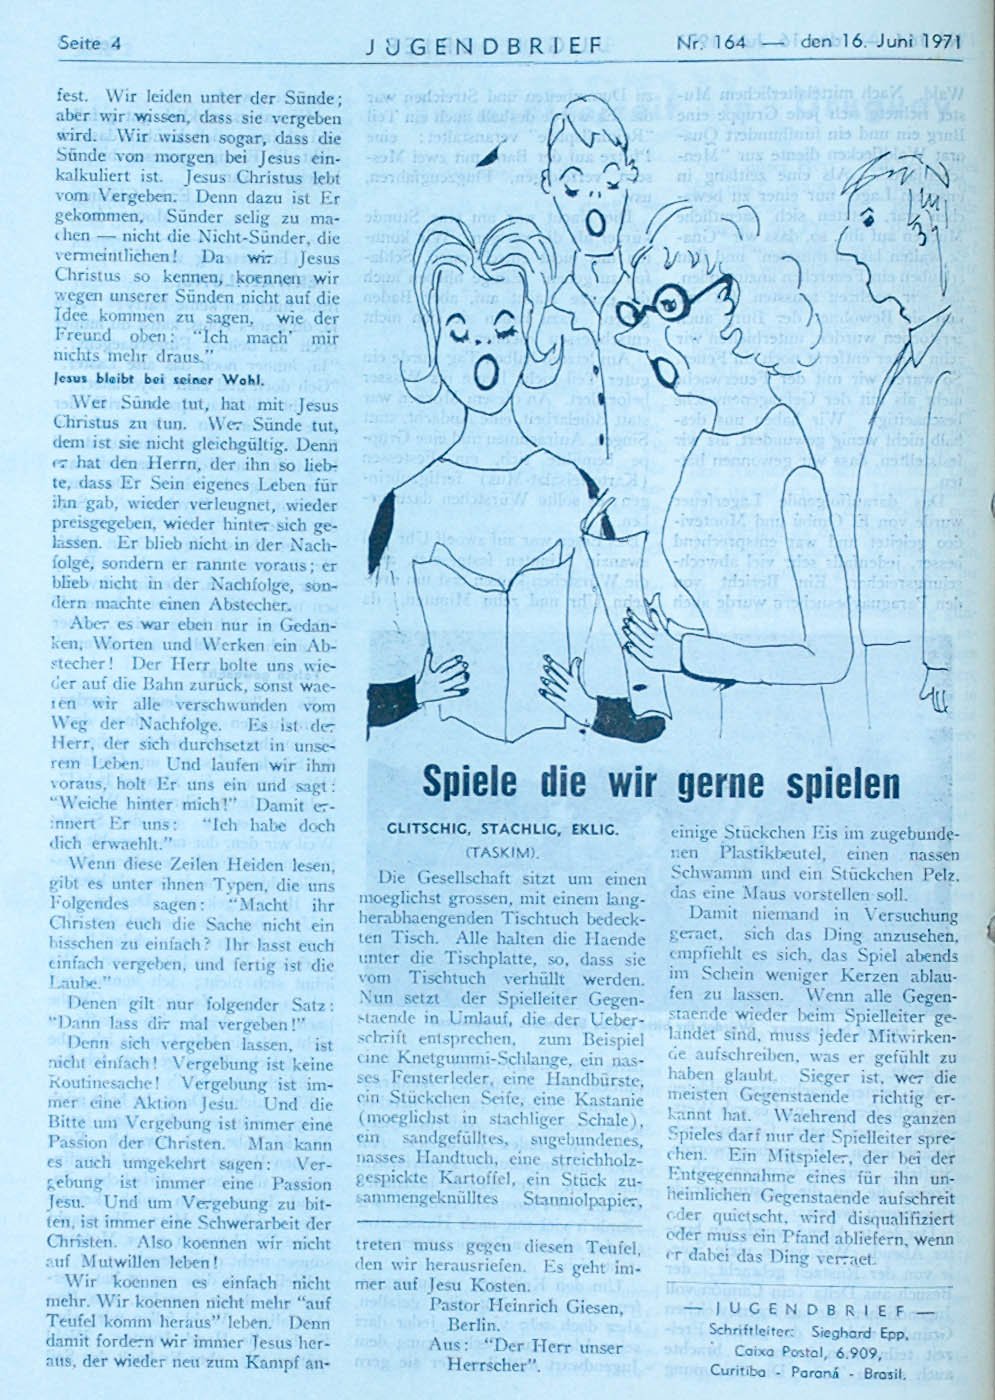 Seite 4
JUGENDBRIEF
Nr. 164 — den 16. Juni 1971
fest. Wir leiden unter der Sünde;
aber wir wissen, dass sie vergeben
wird. Wir wissen sogar, dass die
Sünde von morgen bei Jesus ein-
kalkuliert ist. Jesus Christus lebt
vom Vergeben. Denn dazu ist Er
gekommen, Sünder selig zu ma-
chen — nicht die Nicht-Sünder, die
vermeintlichen! Da wir Jesus
Christus so kennen, koennen wir
wegen unserer Sünden nicht auf die
Idee kommen zu sagen, wie der
Freund oben: "Ich mach' mir
nichts mehr draus."
Jesus bleibt bei seiner Wahl.
Wer Sünde tut, hat mit Jesus
Christus zu tun. Wer Sünde tut,
dem ist sie nicht gleichgültig. Denn
er hat den Herrn, der ihn so lieb-
te, dass Er Sein eigenes Leben für
ihn gab, wieder verleugnet, wieder
preisgegeben, wieder hinter sich ge-
lassen. Er blieb nicht in der Nach-
folge, sondern er rannte voraus; er
blieb nicht in der Nachfolge, son-
dern machte einen Abstecher.
Aber es war eben nur in Gedan-
ken, Worten und Werken ein Ab-
stecher! Der Herr holte uns wie-
der auf die Bahn zurück, sonst wae-
ren wir alle verschwunden vom
Weg der Nachfolge. Es ist der
Herr, der sich durchsetzt in unse-
rem Leben. Und laufen wir ihm
voraus, holt Er uns ein und sagt:
"Weiche hinter mich!" Damit er-
innert Er uns: "Ich habe doch
dich erwaehlt."
Wenn diese Zeilen Heiden lesen,
gibt es unter ihnen Typen, die uns
Folgendes sagen: "Macht ihr
Christen euch die Sache nicht ein
bisschen zu einfach? Ihr lasst euch
einfach vergeben, und fertig ist die
Laube."
Denen gilt nur folgender Satz:
"Dann lass dir mal vergeben!"
Denn sich vergeben lassen, ist
nicht einfach! Vergebung ist keine
Routinesache! Vergebung ist im-
mer eine Aktion Jesu. Und die
Bitte um Vergebung ist immer eine
Passion der Christen. Man kann
es auch umgekehrt sagen: Ver-
gebung ist immer eine Passion
Jesu. Und um Vergebung zu bit-
ten, ist immer eine Schwerarbeit der
Christen. Also koennen wir nicht
auf Mutwillen leben!
Wir koennen es einfach nicht
mehr. Wir koennen nicht mehr "auf
Teufel komm heraus" leben. Denn
damit fordern wir immer Jesus her-
aus, der wieder neu zum Kampf an-
treten muss gegen diesen Teufel,
den wir herausriefen. Es geht im-
mer auf Jesu Kosten.
Pastor Heinrich Giesen,
Berlin.
Aus: "Der Herr unser
Herrscher".
Spiele die wir gerne spielen
GLITSCHIG, STACHLIG, EKLIG.
(TASKIM).
Die Gesellschaft sitzt um einen
moeglichst grossen, mit einem lang-
herabhaengenden Tischtuch bedeck-
ten Tisch. Alle halten die Haende
unter die Tischplatte, so, dass sie
vom Tischtuch verhüllt werden.
Nun setzt der Spielleiter Gegen-
staende in Umlauf, die der Ueber-
schrift entsprechen, zum Beispiel
eine Knetgummi-Schlange, ein nas-
ses Fensterleder, eine Handbürste,
ein Stückchen Seife, eine Kastanie
(moeglichst in stachliger Schale),
ein sandgefülltes, zugebundenes,
nasses Handtuch, eine streichholz-
gespickte Kartoffel, ein Stück zu-
sammengeknülltes Stanniolpapier,
einige Stückchen Eis im zugebunde-
nen Plastikbeutel, einen nassen
Schwamm und ein Stückchen Pelz,
das eine Maus vorstellen soll.
Damit niemand in Versuchung
geraet, sich das Ding anzusehen,
empfiehlt es sich, das Spiel abends
im Schein weniger Kerzen ablau-
fen zu lassen. Wenn alle Gegen-
staende wieder beim Spielleiter ge-
landet sind, muss jeder Mitwirken-
de aufschreiben, was er gefühlt zu
haben glaubt. Sieger ist, wer die
meisten Gegenstaende richtig er-
kannt hat. Waehrend des ganzen
Spieles darf nur der Spielleiter spre-
chen. Ein Mitspieler, der bei der
Entgegennahme eines für ihn un-
heimlichen Gegenstaende aufschreit
oder quietscht, wird disqualifiziert
oder muss ein Pfand abliefern, wenn
er dabei das Ding verraet.
— JUGENDBRIEF —
Schriftleiter: Sieghard Epp,
Caixa Postal, 6.909,
Curitiba - Paraná - Brasil.